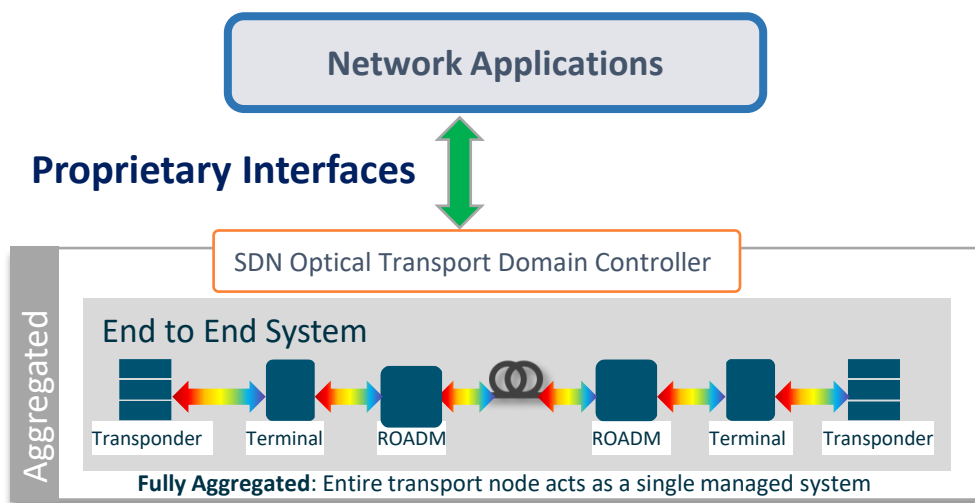 Network Applications
Proprietary Interfaces
SDN Optical Transport Domain Controller
Aggregated
End to End System
Transponder
Terminal
ROADM
ROADM
Terminal
Transponder
Fully Aggregated: Entire transport node acts as a single managed system